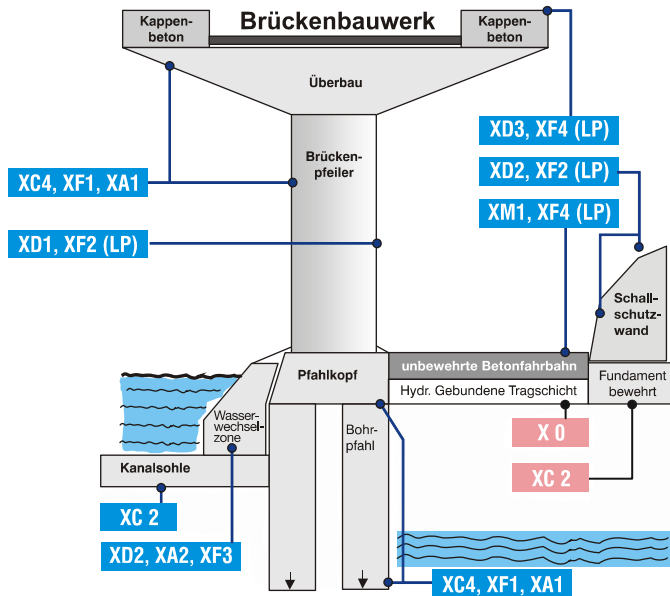 Brückenbauwerk
Kappen-
beton
Kappen-
beton
Überbau
XD3, XF4 (LP)
Brücken-
pfeiler
XD2, XF2 (LP)
XC4, XF1, XA1
XM1, XF4 (LP)
XD1, XF2 (LP)
Schall-
schutz-
wand
unbewehrte Betonfahrbahn
Pfahlkopf
Fundament
bewehrt
Hydr. Gebundene Tragschicht
Wasser-
wechsel-
zone
Bohr-
pfahl
X 0
Kanalsohle
XC 2
XC 2
XD2, XA2, XF3
XC4, XF1, XA1